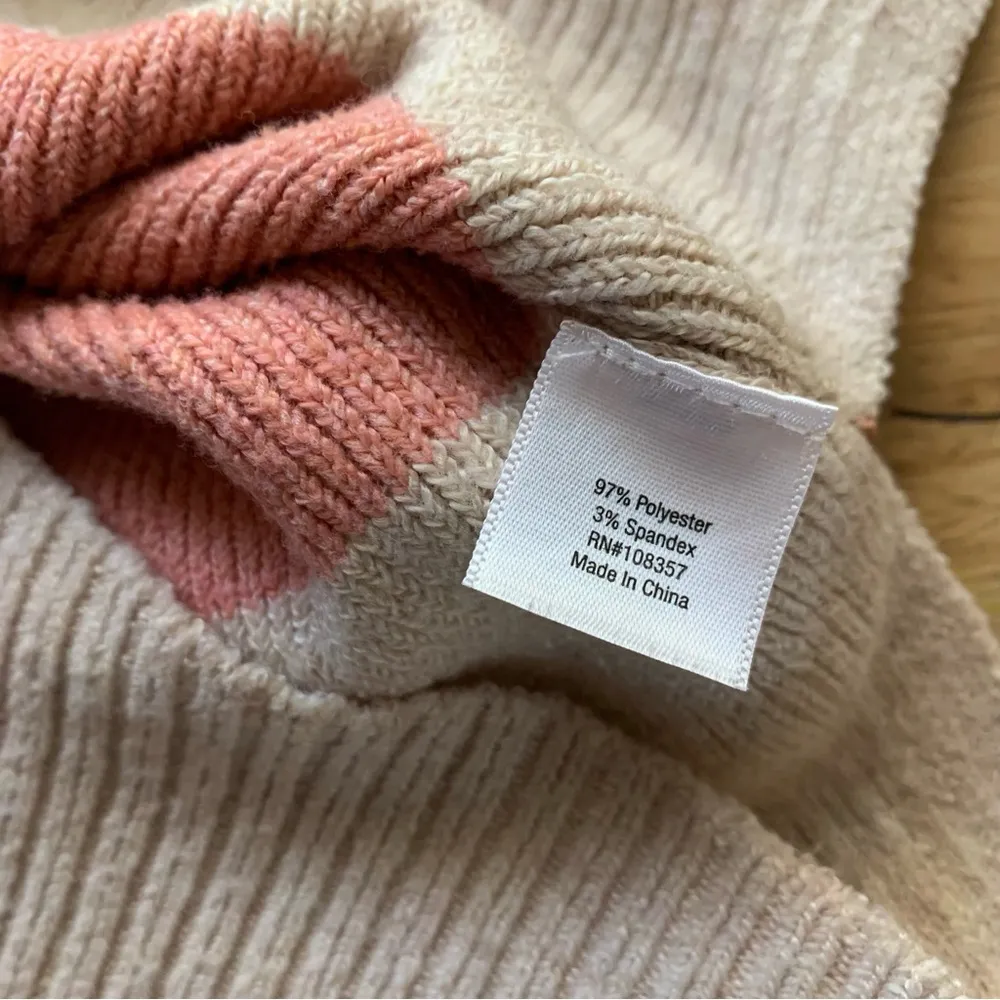 97% Polyester
3% Spandex
RN#108357
Made In China